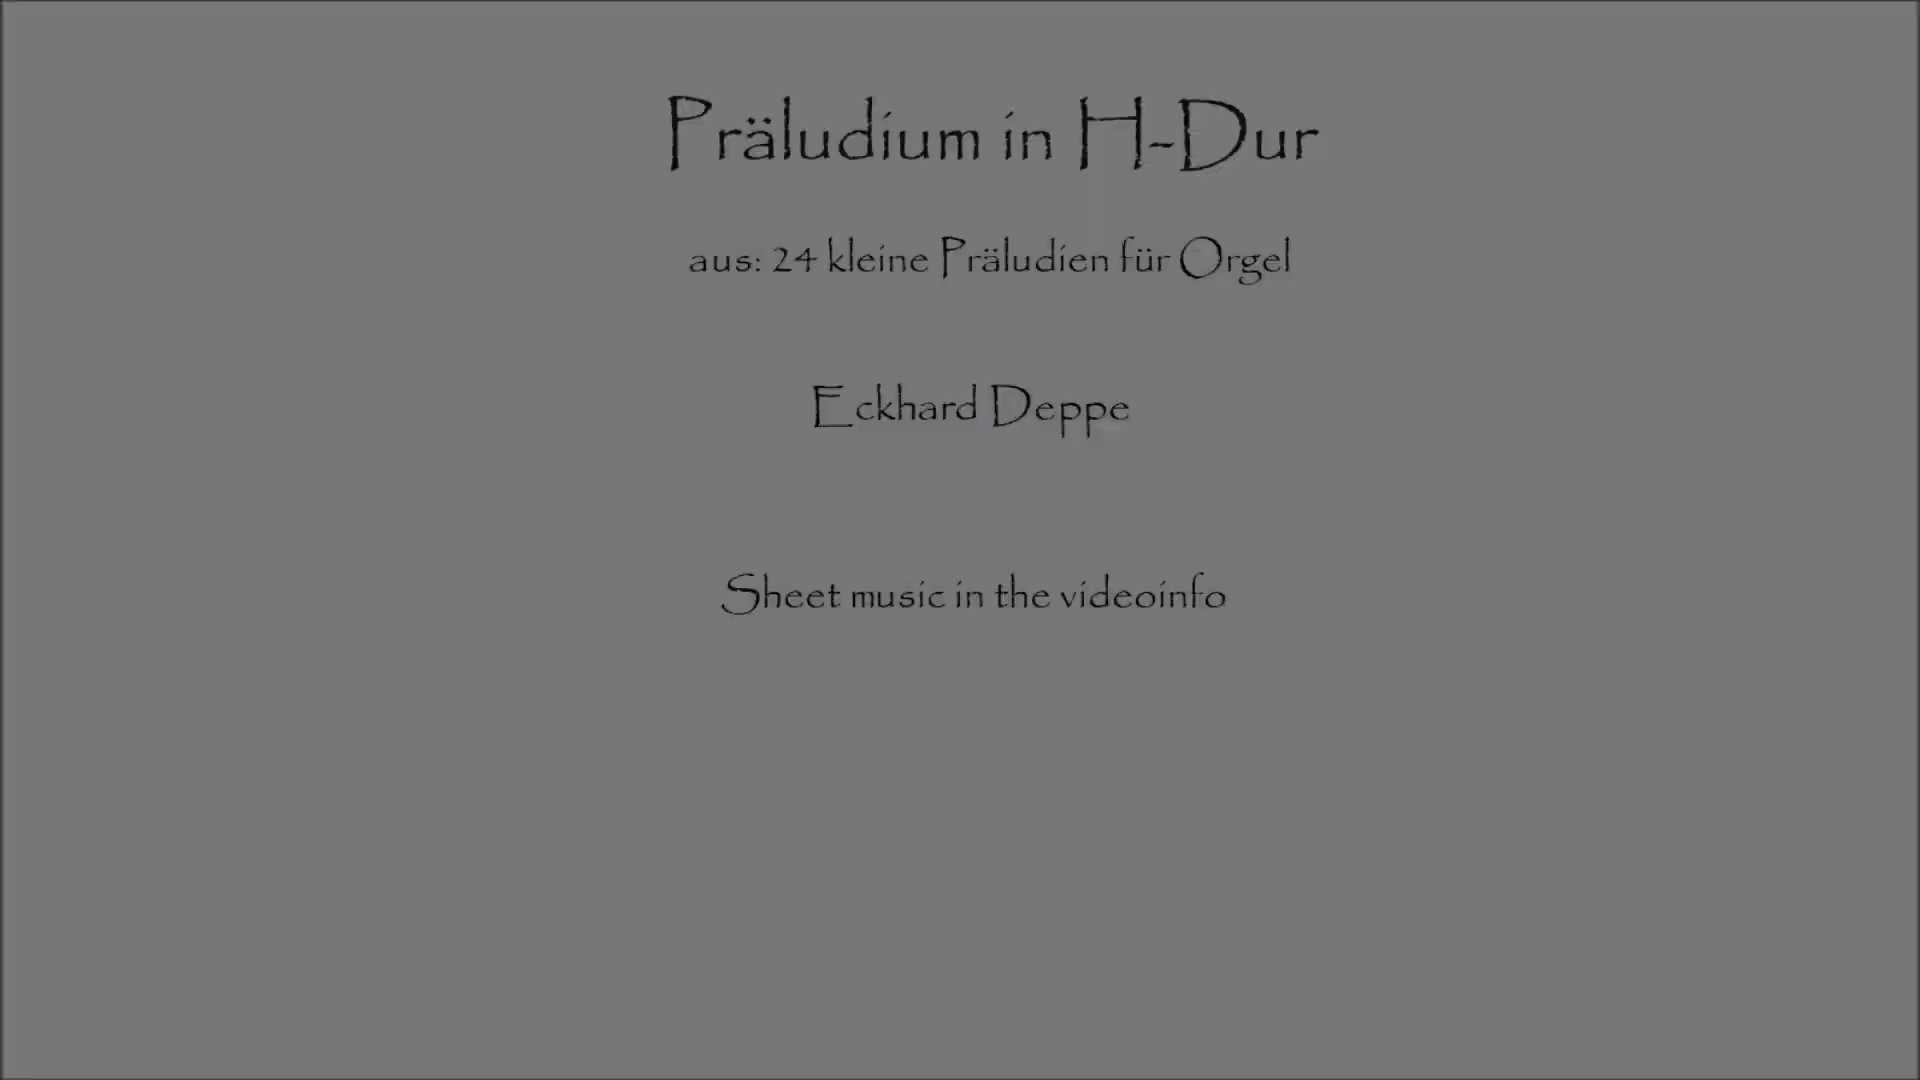 Präludium in H-Dur
aus: 24 kleine Präludien für Orgel
Eckhard Deppe
Sheet music in the videoinfo